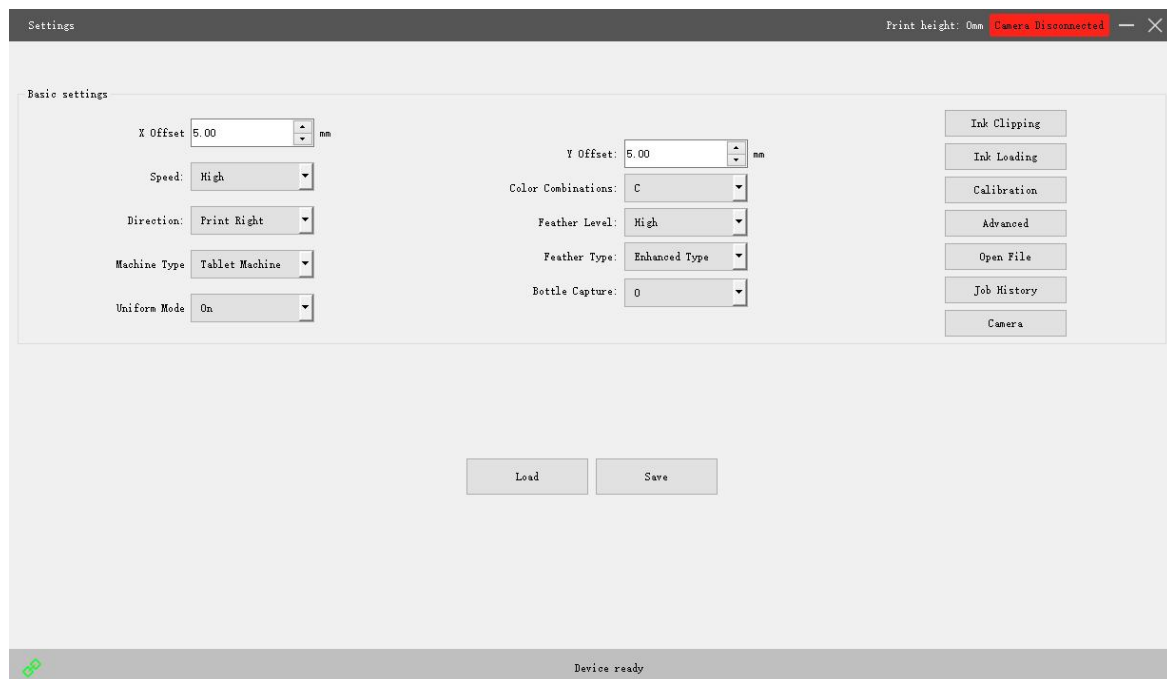 Settings
Print height: 0mm Camera Disconnected
Basic settings
X Offset 5.00 mm
Speed: High
Direction: Print Right
Machine Type Tablet Machine
Uniform Mode On
Y Offset: 5.00 mm
Color Combinations: C
Feather Level: High
Feather Type: Enhanced Type
Bottle Capture: 0
Ink Clipping
Ink Loading
Calibration
Advanced
Open File
Job History
Camera
Load
Save
Device ready